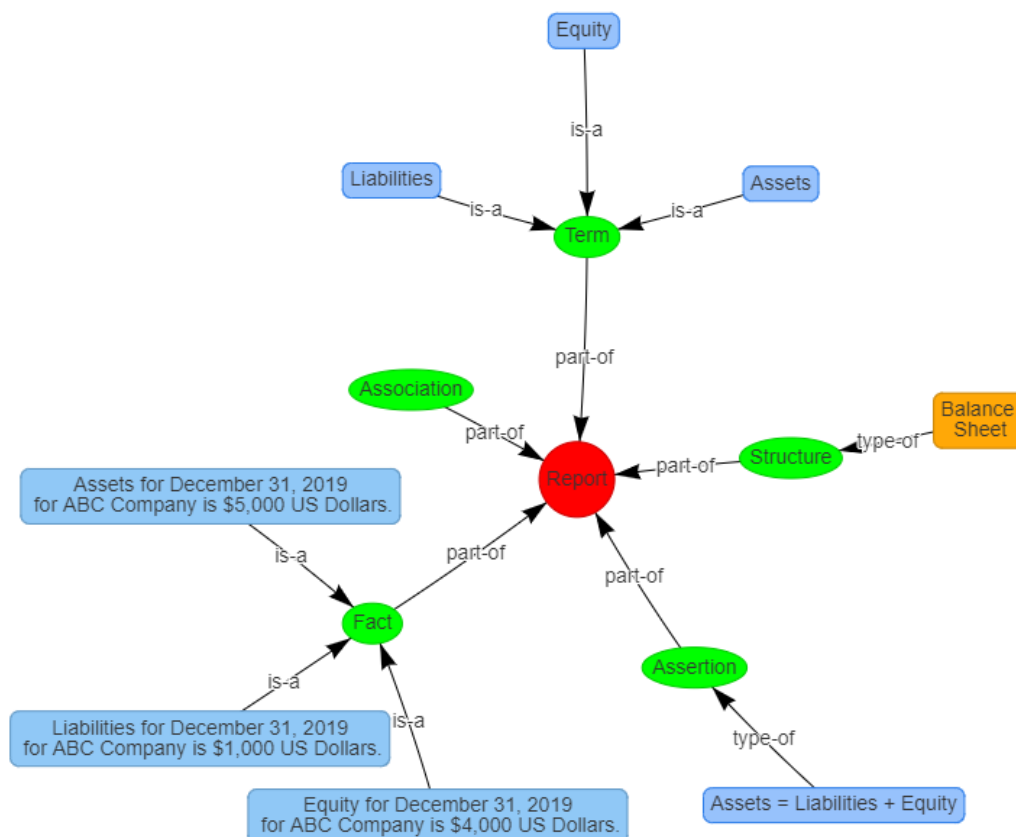 Equity
is-a
Liabilities
Assets
is-a
is-a
Term
part-of
Association
Balance
Sheet
part-of
type-of
Structure
part-of
Report
Assets for December 31, 2019
for ABC Company is $5,000 US Dollars.
is-a
part-of
part-of
Fact
Assertion
is-a
Liabilities for December 31, 2019
for ABC Company is $1,000 US Dollars.
is-a
type-of
Equity for December 31, 2019
for ABC Company is $4,000 US Dollars.
Assets = Liabilities + Equity